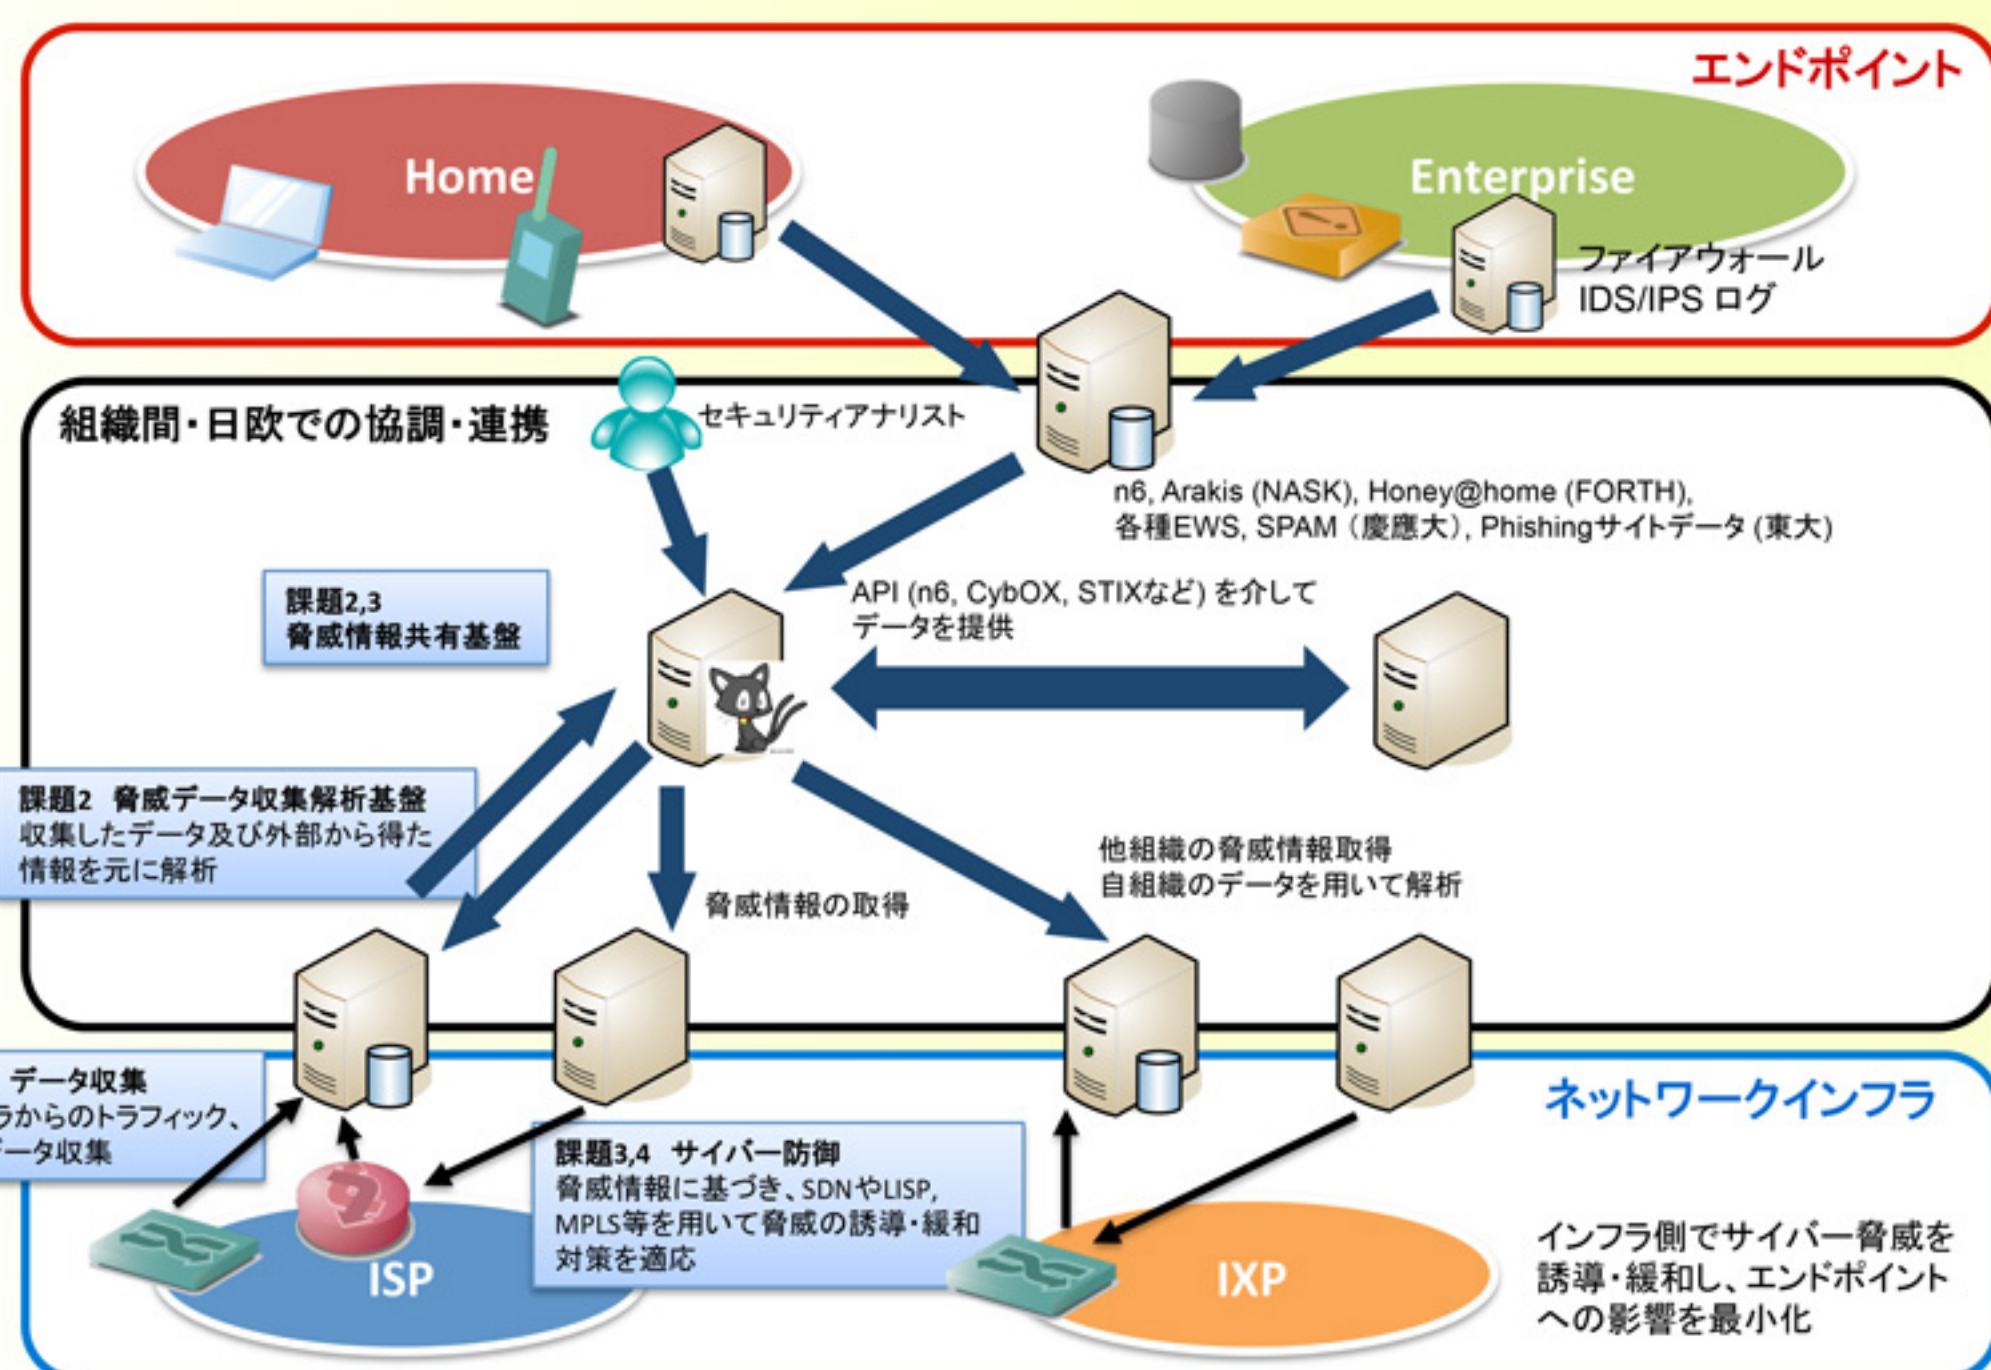 エンドポイント
Home
Enterprise
ファイアウォール
IDS/IPS ログ
組織間・日欧での協調・連携
セキュリティアナリスト
n6, Arakis (NASK), Honey@home (FORTH),
各種EWS, SPAM（慶應大）, Phishingサイトデータ (東大)
課題2,3
脅威情報共有基盤
API (n6, CybOX, STIXなど) を介して
データを提供
課題2 脅威データ収集解析基盤
収集したデータ及び外部から得た
情報を元に解析
脅威情報の取得
他組織の脅威情報取得
自組織のデータを用いて解析
データ収集
ラからのトラフィック、
ータ収集
ネットワークインフラ
課題3,4 サイバー防御
脅威情報に基づき、SDNやLISP,
MPLS等を用いて脅威の誘導・緩和
対策を適応
ISP
IXP
インフラ側でサイバー脅威を
誘導・緩和し、エンドポイント
への影響を最小化